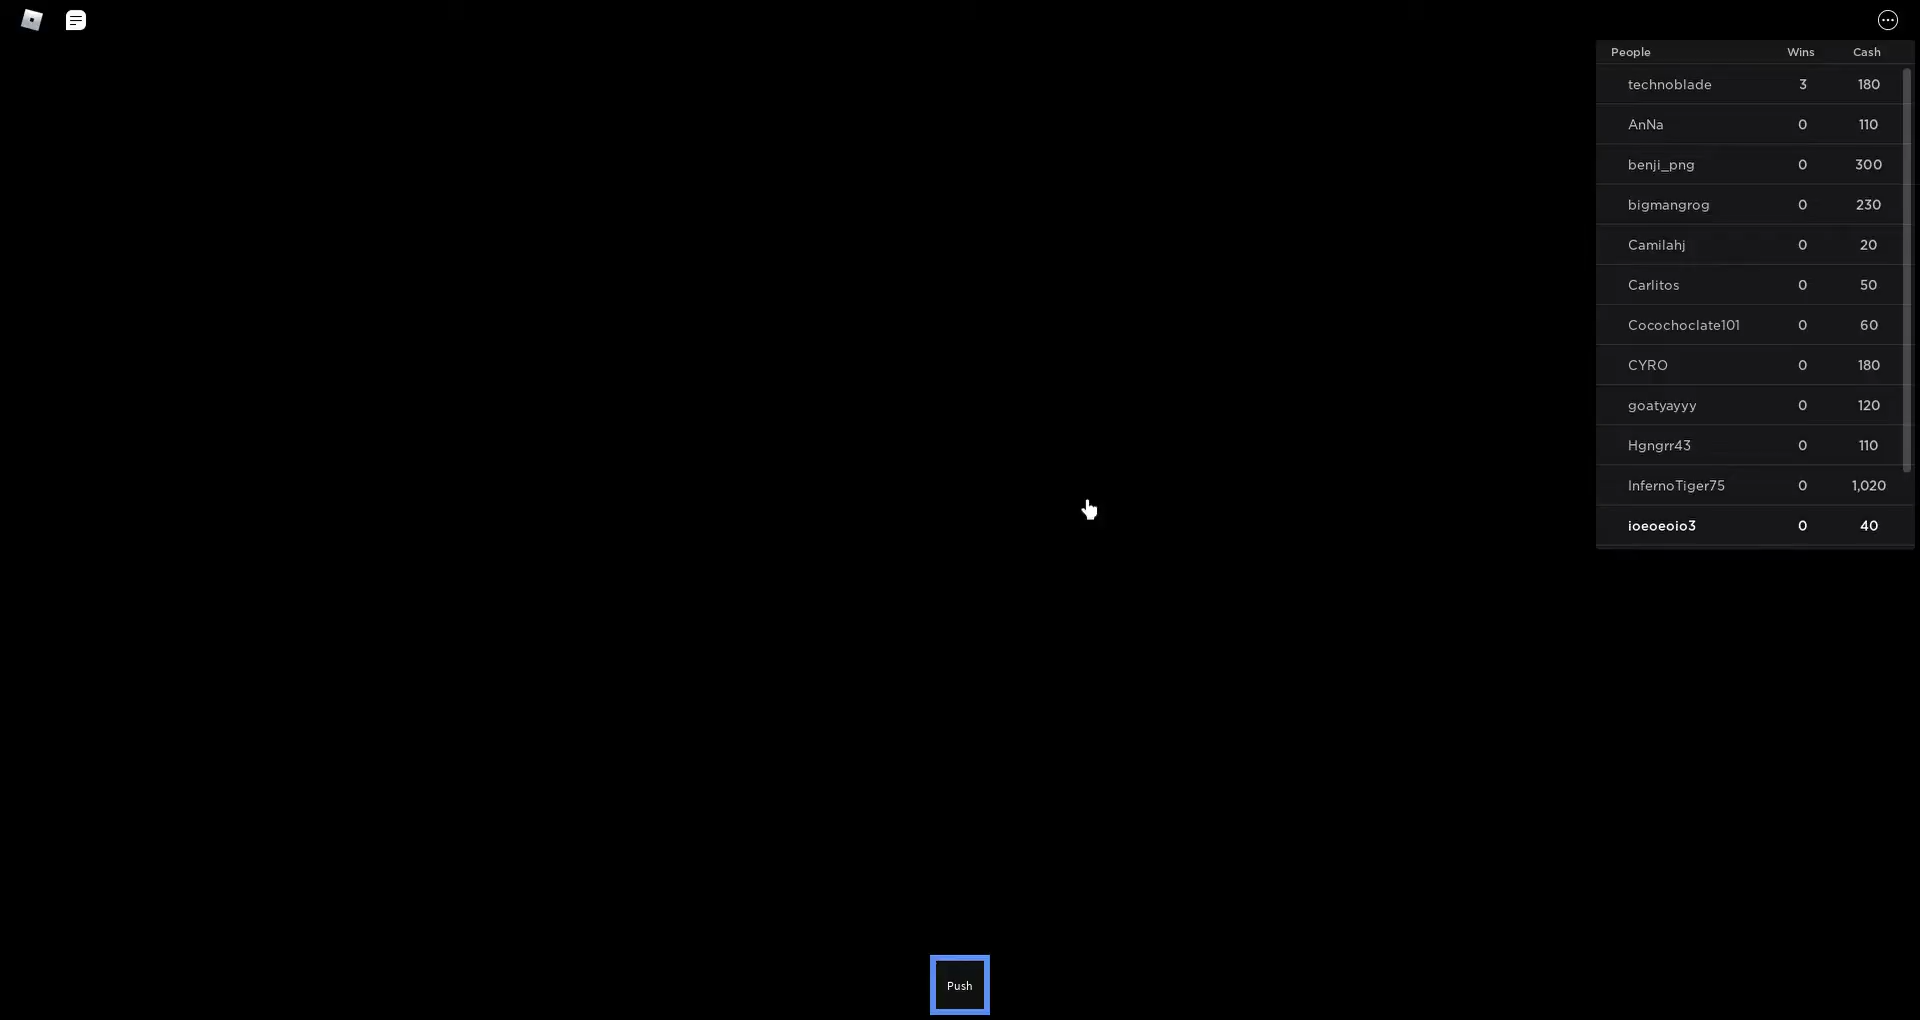 People Wins Cash
technoblade 3 180
AnNa 0 110
benji_png 0 300
bigmangrog 0 230
Camilahj 0 20
Carlitos 0 50
Cocochoclate101 0 60
CYRO 0 180
goatyayyy 0 120
Hgngrr43 0 110
InfernoTiger75 0 1,020
ioeoeoio3 0 40
Push